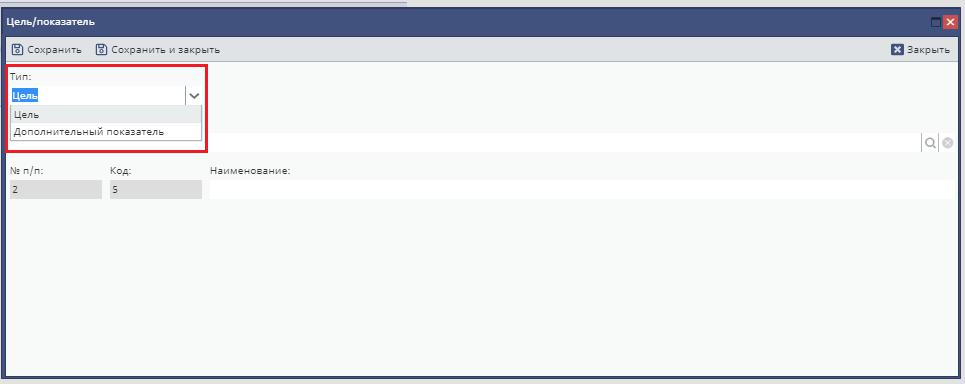 Цель/показатель
Сохранить Сохранить и закрыть Закрыть
Тип:
Цель
Цель
Дополнительный показатель
№ п/п: Код: Наименование:
2 5